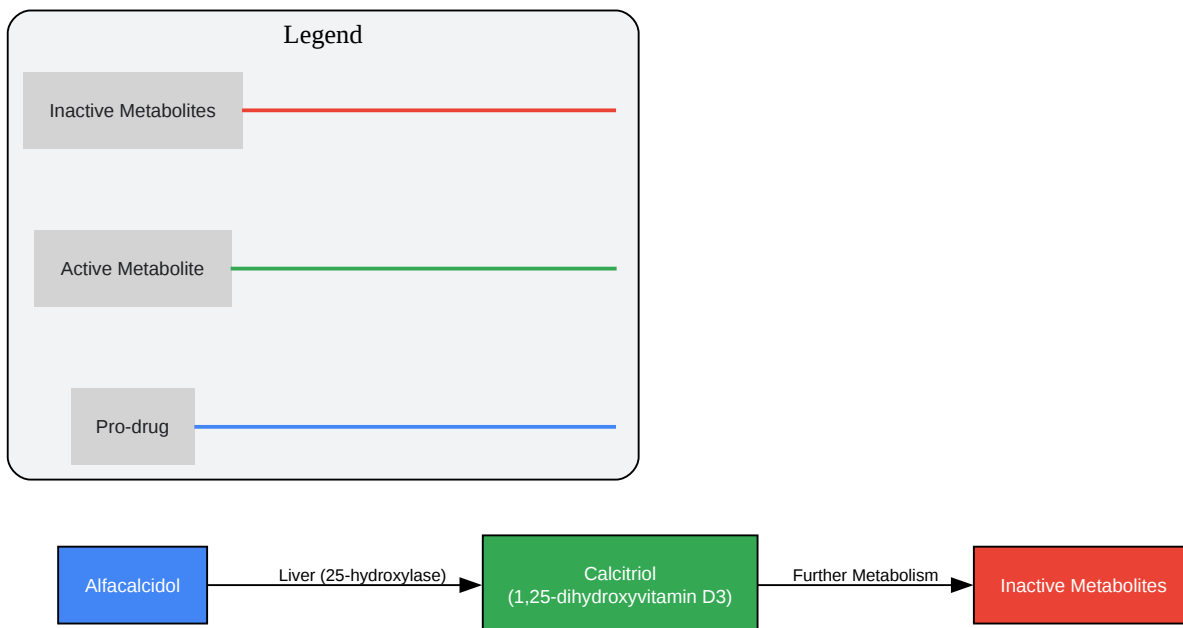 Legend
Inactive Metabolites
Active Metabolite
Pro-drug
Alfacalcidol
Liver (25-hydroxylase)
Calcitriol
(1,25-dihydroxyvitamin D3)
Further Metabolism
Inactive Metabolites